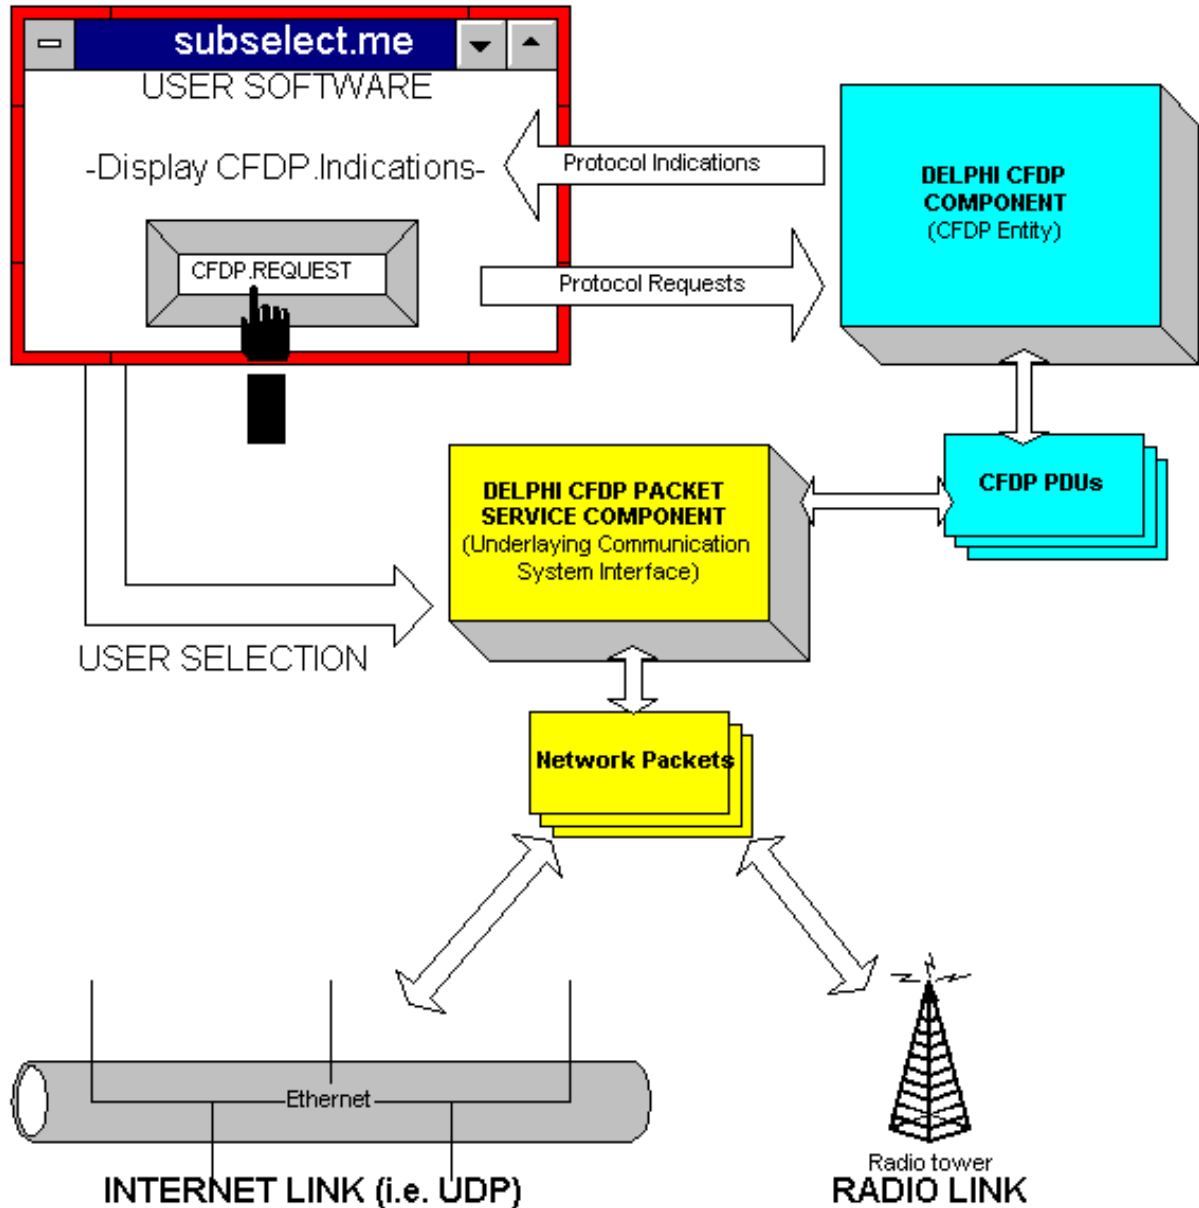 subselect.me
USER SOFTWARE
-Display CFDP.Indications-
CFDP.REQUEST
Protocol Indications
Protocol Requests
DELPHI CFDP
COMPONENT
(CFDP Entity)
CFDP PDUs
DELPHI CFDP PACKET
SERVICE COMPONENT
(Underlaying Communication
System Interface)
USER SELECTION
Network Packets
Ethernet
INTERNET LINK (i.e. UDP)
Radio tower
RADIO LINK